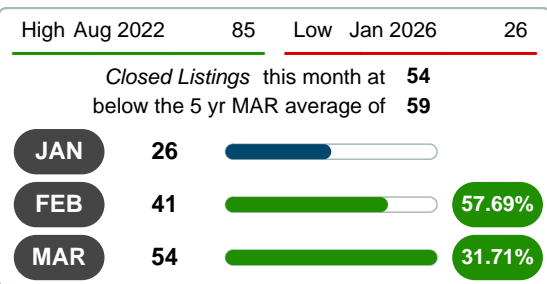 High Aug 2022 85 Low Jan 2026 26
Closed Listings this month at 54
below the 5 yr MAR average of 59
JAN 26
FEB 41 57.69%
MAR 54 31.71%